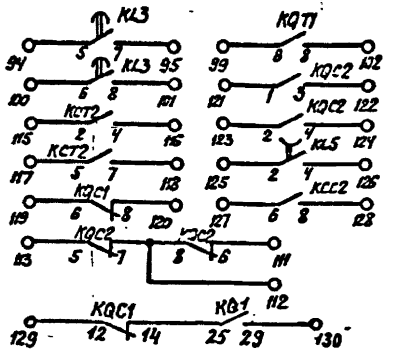 KL3 KQT1
94 5 7 95 99 6 8 102
KL3 KQC2
100 6 8 101 121 1 3 122
KCT2 KQC2
115 2 4 116 123 2 4 124
KCT2 KL5
117 5 7 118 125 2 4 126
KQC1 KCC2
119 6 8 120 127 6 8 128
KQC2
113 5 7 8 6 111
112
KQC1 KQ1
129 12 14 25 29 130